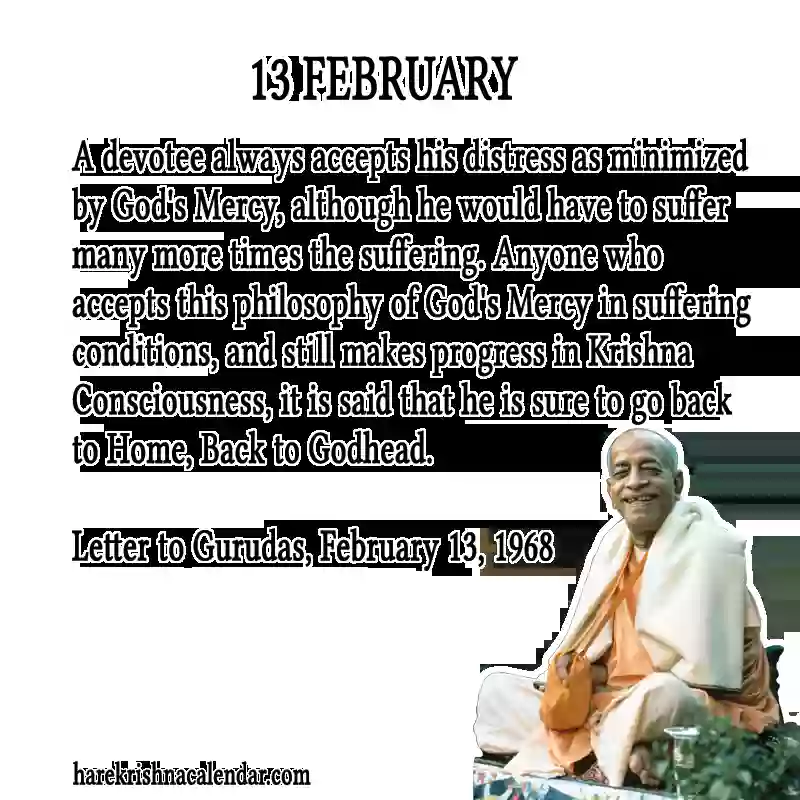 13 FEBRUARY
A devotee always accepts his distress as minimized
by God's Mercy, although he would have to suffer
many more times the suffering. Anyone who
accepts this philosophy of God's Mercy in suffering
conditions, and still makes progress in Krishna
Consciousness, it is said that he is sure to go back
to Home, Back to Godhead.
Letter to Gurudas, February 13, 1968
harekrishnacalendar.com